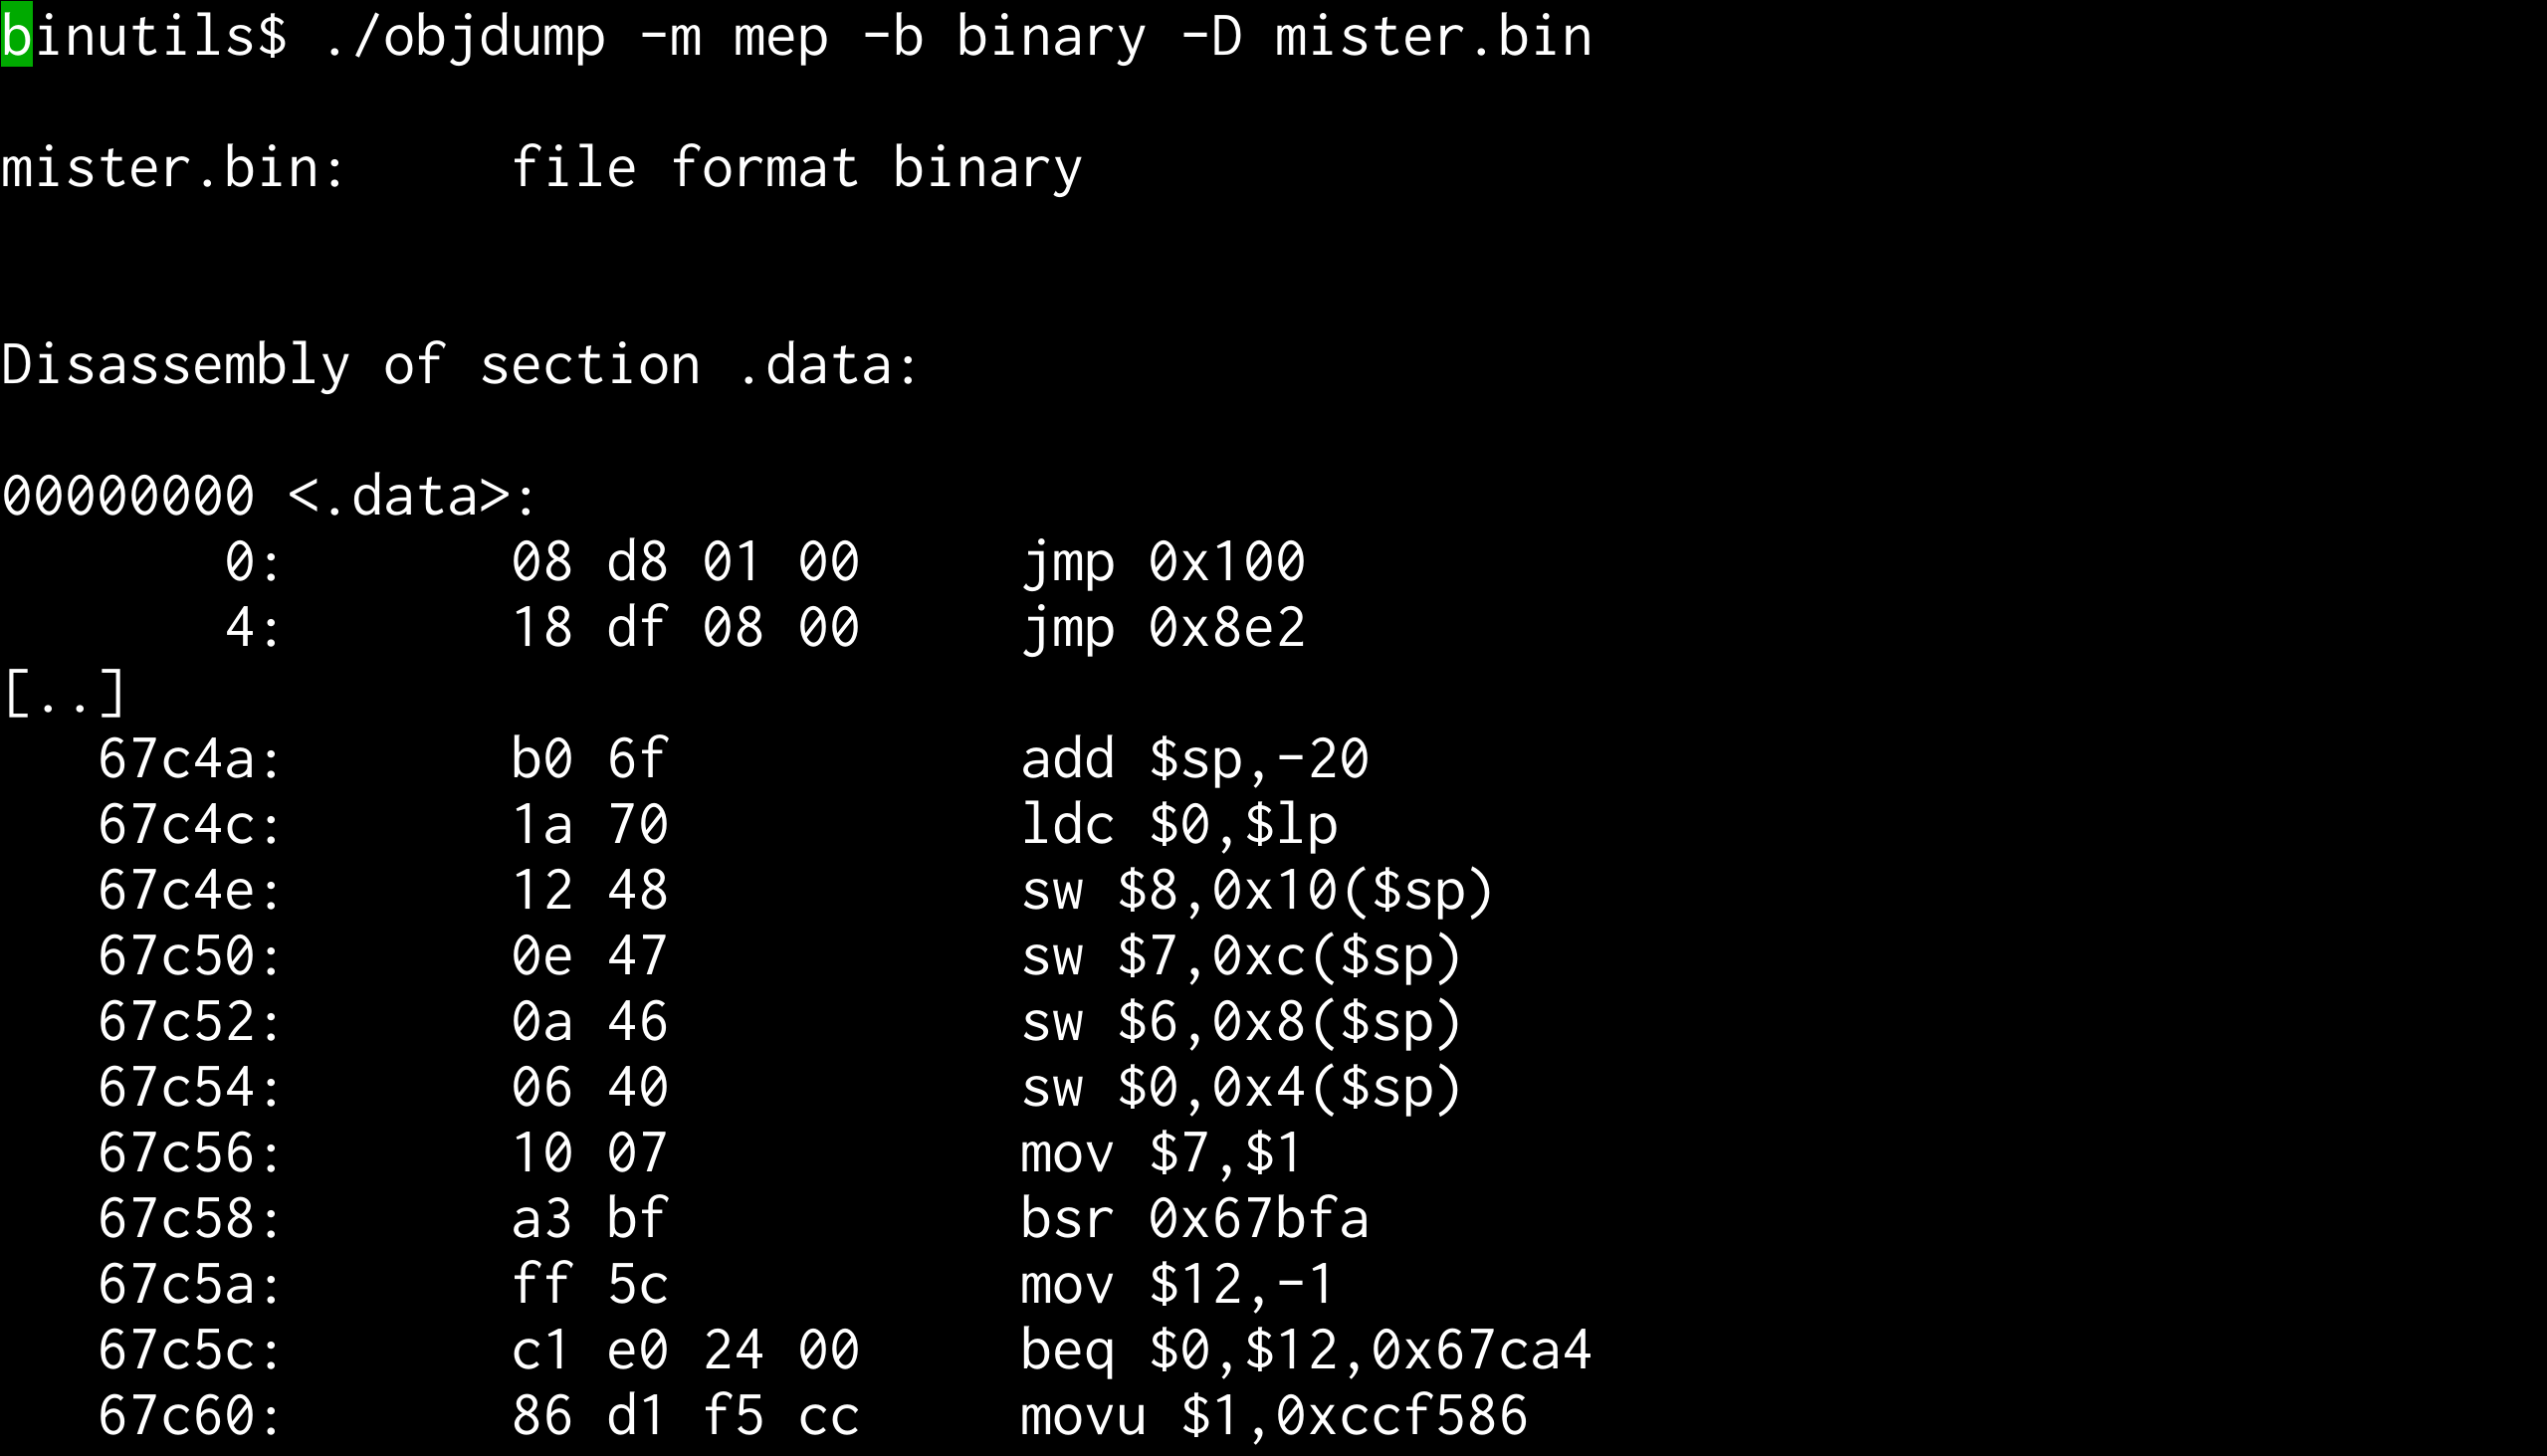 binutils$ ./objdump -m mep -b binary -D mister.bin
mister.bin:     file format binary
Disassembly of section .data:
00000000 <.data>:
       0:       08 d8 01 00     jmp 0x100
       4:       18 df 08 00     jmp 0x8e2
[..]
   67c4a:       b0 6f           add $sp,-20
   67c4c:       1a 70           ldc $0,$lp
   67c4e:       12 48           sw $8,0x10($sp)
   67c50:       0e 47           sw $7,0xc($sp)
   67c52:       0a 46           sw $6,0x8($sp)
   67c54:       06 40           sw $0,0x4($sp)
   67c56:       10 07           mov $7,$1
   67c58:       a3 bf           bsr 0x67bfa
   67c5a:       ff 5c           mov $12,-1
   67c5c:       c1 e0 24 00     beq $0,$12,0x67ca4
   67c60:       86 d1 f5 cc     movu $1,0xccf586